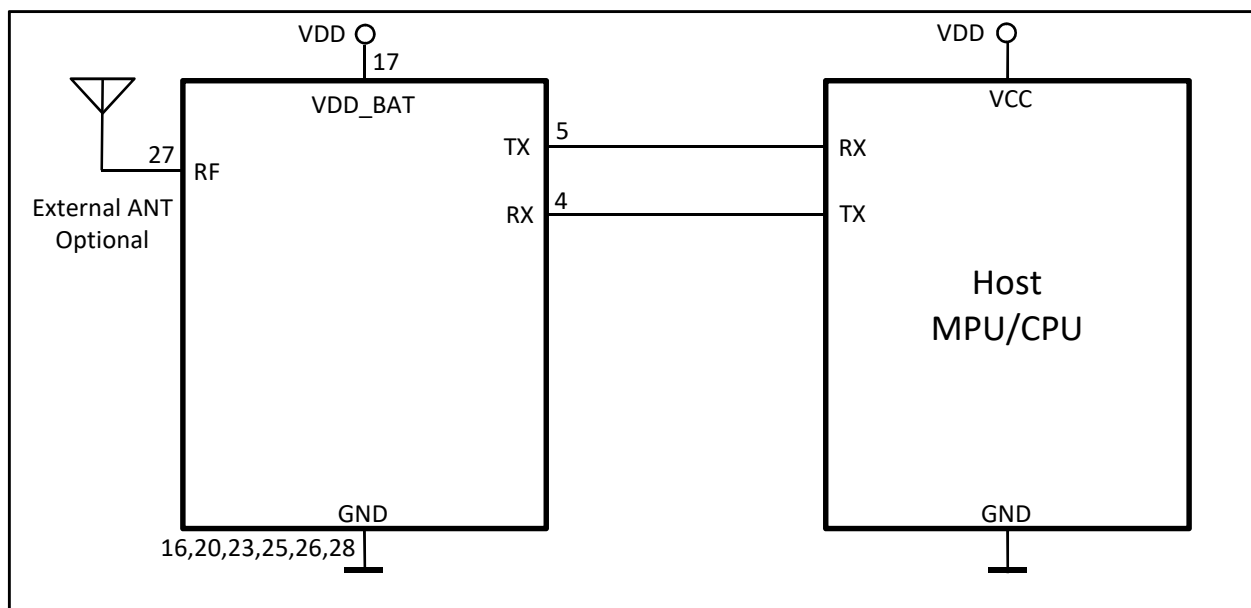 VDD
17
VDD_BAT
27
RF
External ANT
Optional
TX
5
RX
4
GND
16,20,23,25,26,28
VDD
VCC
RX
TX
Host
MPU/CPU
GND